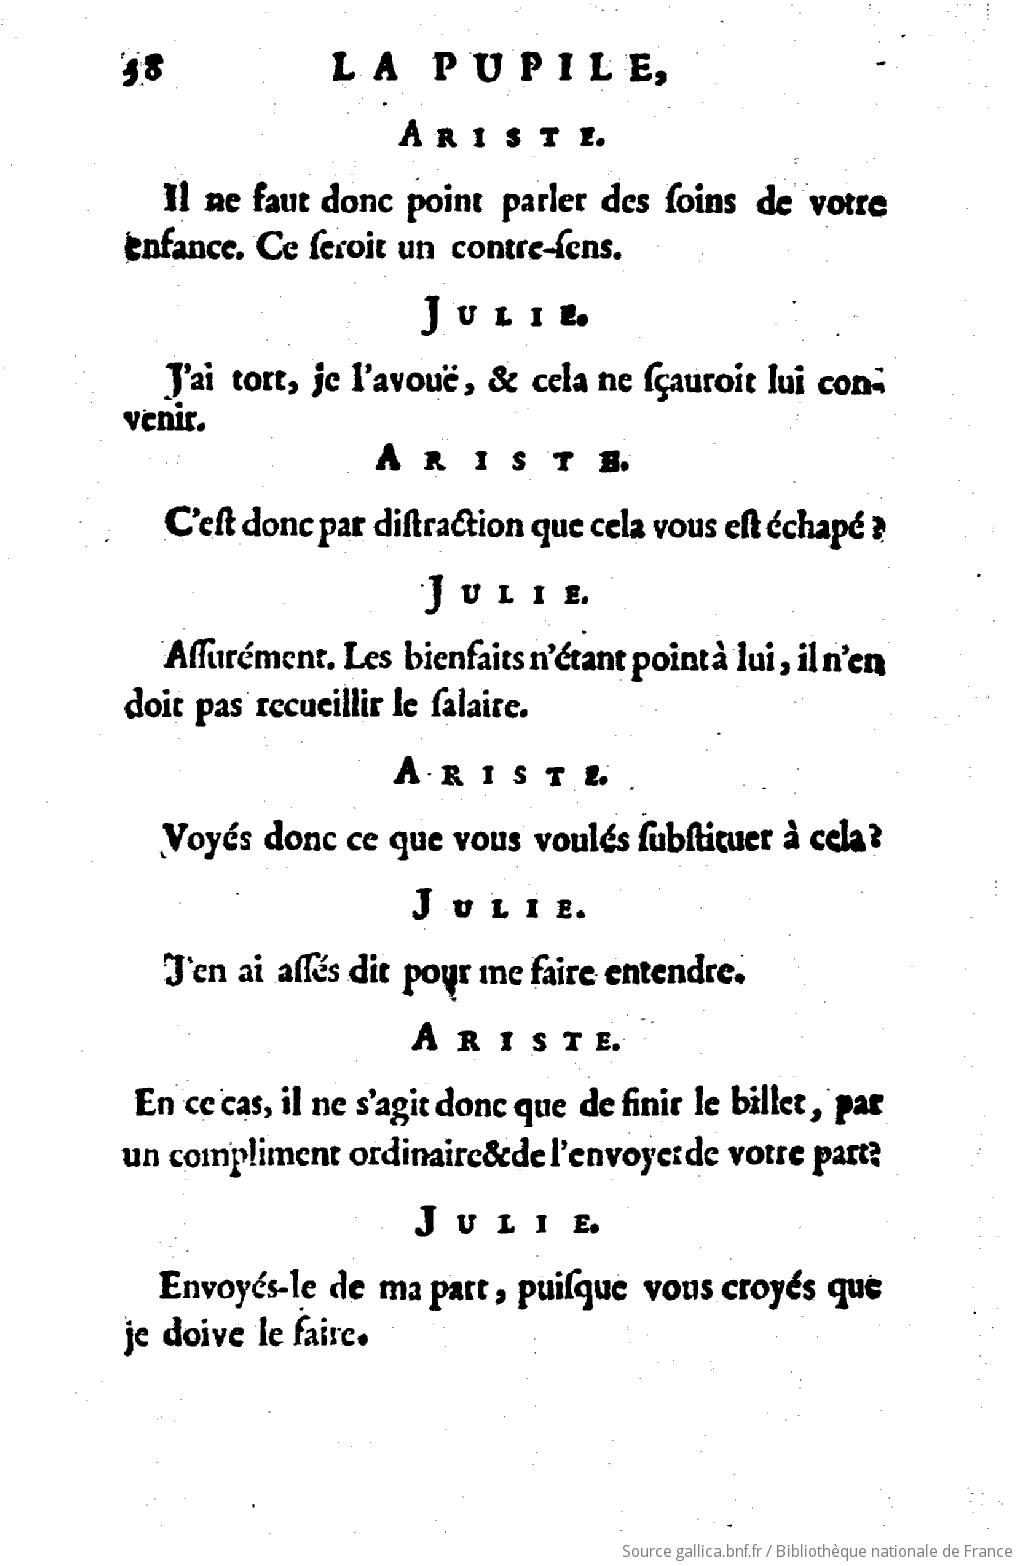 58 LA PUPILE,
ARISTE.
Il ne faut donc point parler des ſoins de votre
enfance. Ce ſeroit un contre-ſens.
JULIE.
J'ai tort, je l'avouë, & cela ne ſçauroit lui con-
venir.
ARISTE.
C'eſt donc par diſtraction que cela vous eſt échapé ?
JULIE.
Aſſurément. Les bienfaits n'étant point à lui, il n'en
doit pas recueillir le ſalaire.
ARISTE.
Voyés donc ce que vous voulés ſubſtituer à cela ?
JULIE.
J'en ai aſſés dit pour me faire entendre.
ARISTE.
En ce cas, il ne s'agit donc que de finir le billet, par
un compliment ordinaire & de l'envoyer de votre part ?
JULIE.
Envoyés-le de ma part, puiſque vous croyés que
je doive le faire.
Source gallica.bnf.fr / Bibliothèque nationale de France